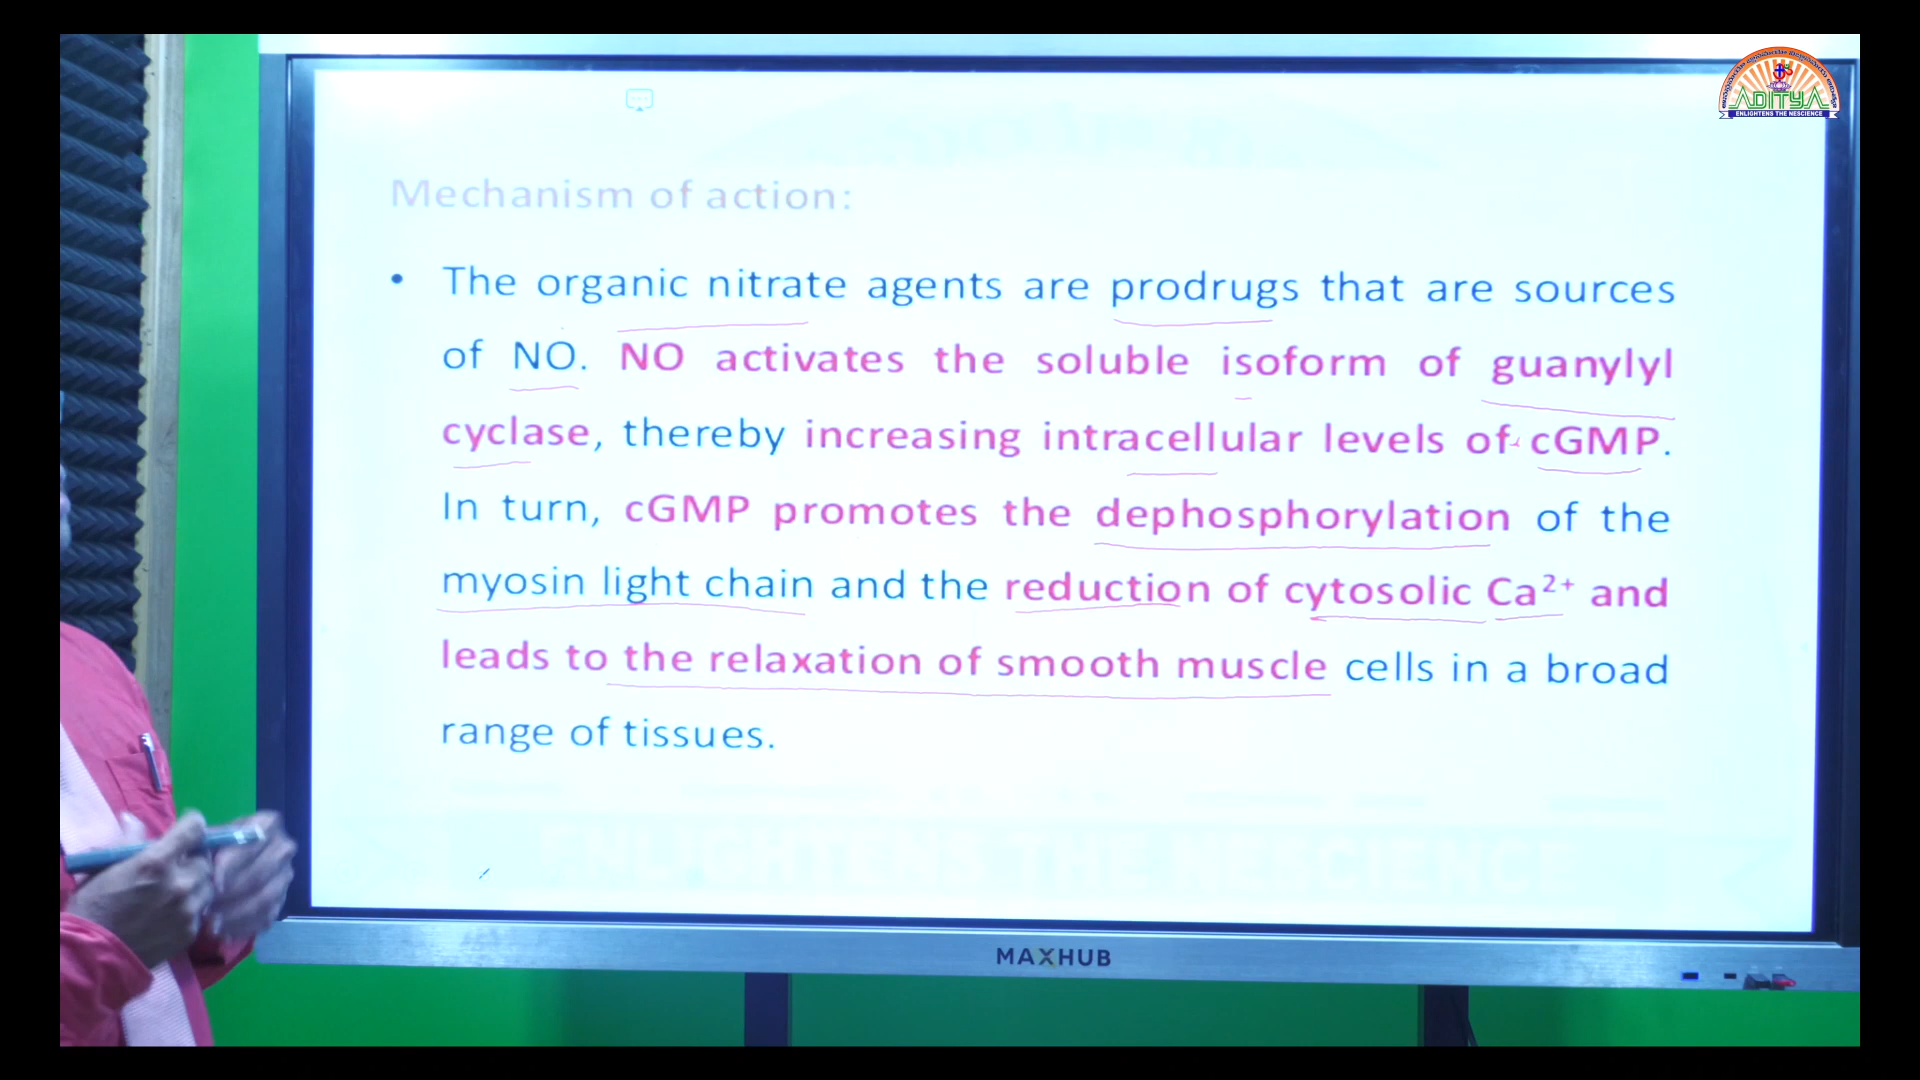 ADITYA
ENLIGHTENS THE NESCIENCE
Mechanism of action:
• The organic nitrate agents are prodrugs that are sources
of NO. NO activates the soluble isoform of guanylyl
cyclase, thereby increasing intracellular levels of cGMP.
In turn, cGMP promotes the dephosphorylation of the
myosin light chain and the reduction of cytosolic Ca²⁺ and
leads to the relaxation of smooth muscle cells in a broad
range of tissues.
ENLIGHTENS THE NESCIENCE
MAXHUB